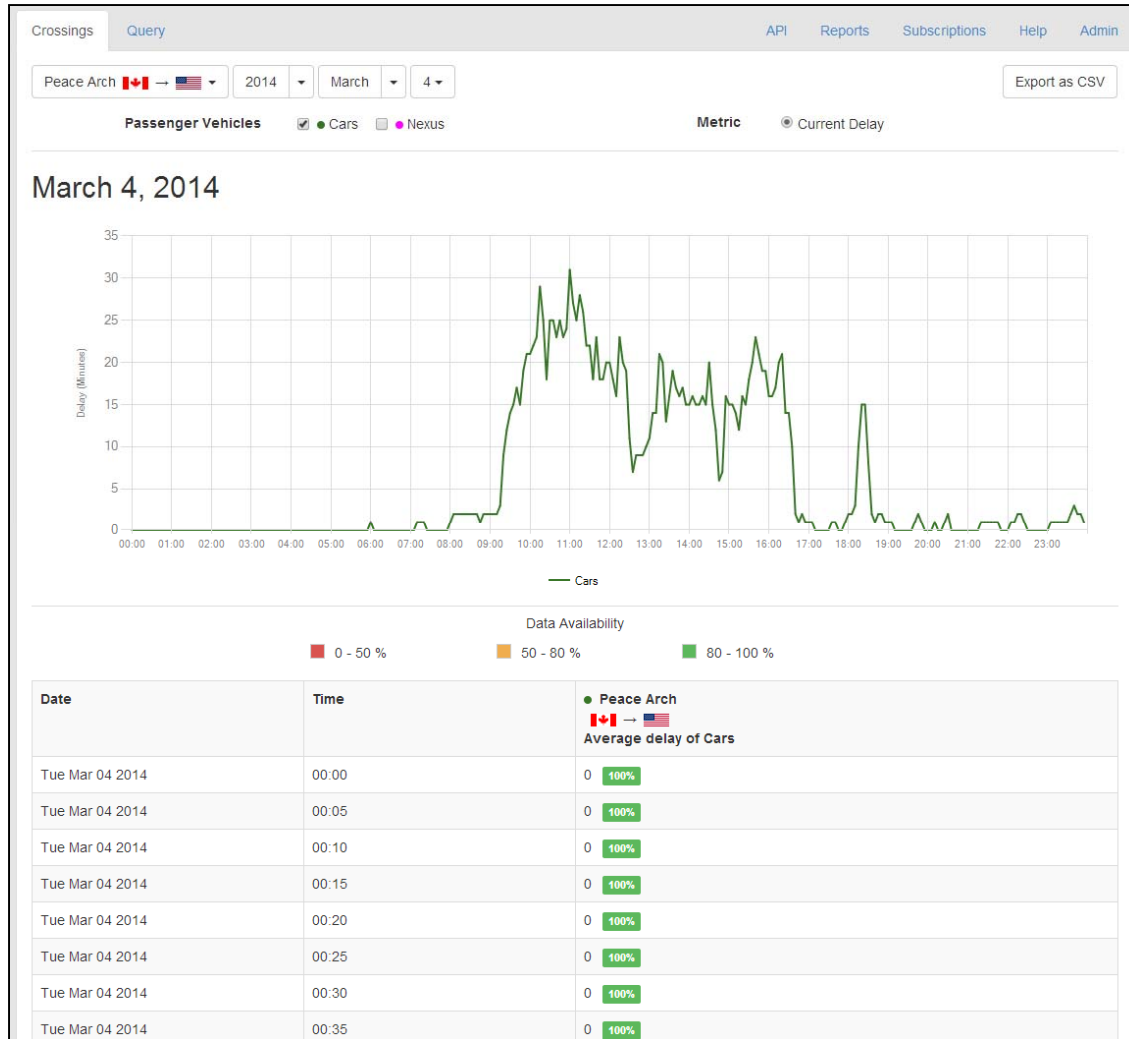 Crossings Query API Reports Subscriptions Help Admin
Peace Arch → 2014 March 4 Export as CSV
Passenger Vehicles Cars Nexus Metric Current Delay
March 4, 2014
35
30
25
20
15
10
5
0
Delay (Minutes)
00:00 01:00 02:00 03:00 04:00 05:00 06:00 07:00 08:00 09:00 10:00 11:00 12:00 13:00 14:00 15:00 16:00 17:00 18:00 19:00 20:00 21:00 22:00 23:00
Cars
Data Availability
0 - 50 % 50 - 80 % 80 - 100 %
Date Time Peace Arch
→
Average delay of Cars
Tue Mar 04 2014 00:00 0 100%
Tue Mar 04 2014 00:05 0 100%
Tue Mar 04 2014 00:10 0 100%
Tue Mar 04 2014 00:15 0 100%
Tue Mar 04 2014 00:20 0 100%
Tue Mar 04 2014 00:25 0 100%
Tue Mar 04 2014 00:30 0 100%
Tue Mar 04 2014 00:35 0 100%